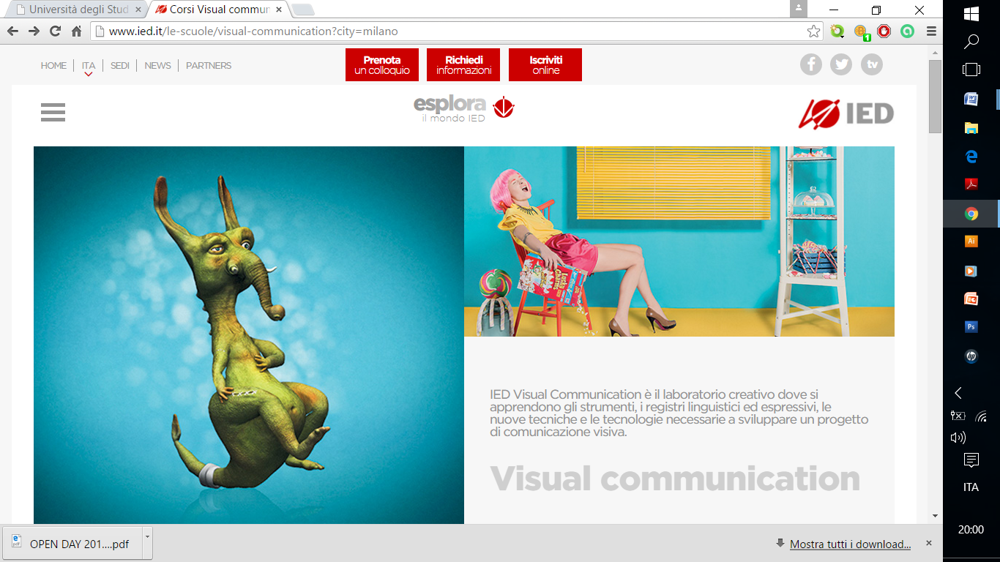 Università degli Stud
Corsi Visual commun
www.ied.it/le-scuole/visual-communication?city=milano
HOME
ITA
SEDI
NEWS
PARTNERS
Prenota
un colloquio
Richiedi
informazioni
Iscriviti
online
f
tv
esplora
il mondo IED
IED
Lucky
Charms
IED Visual Communication è il laboratorio creativo dove si
apprendono gli strumenti, i registri linguistici ed espressivi, le
nuove tecniche e le tecnologie necessarie a sviluppare un progetto
di comunicazione visiva.
Visual communication
OPEN DAY 201....pdf
Mostra tutti i download...
Ai
Ps
hp
ITA
20:00